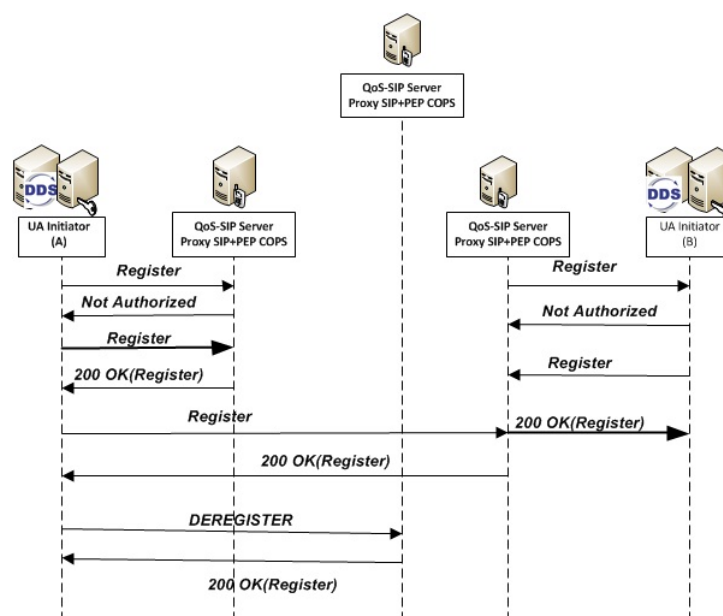 QoS-SIP Server
Proxy SIP+PEP COPS
DDS
DDS
UA Initiator
(A)
QoS-SIP Server
Proxy SIP+PEP COPS
QoS-SIP Server
Proxy SIP+PEP COPS
UA Initiator
(B)
Register
Register
Not Authorized
Not Authorized
Register
Register
200 OK(Register)
Register
200 OK(Register)
200 OK(Register)
DEREGISTER
200 OK(Register)